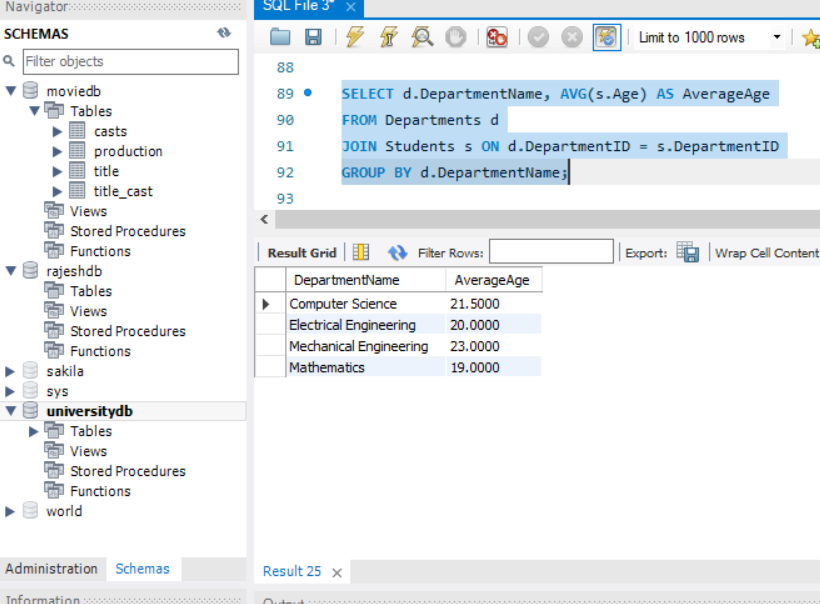 Navigator
SCHEMAS
Filter objects
moviedb
Tables
casts
production
title
title_cast
Views
Stored Procedures
Functions
rajeshdb
Tables
Views
Stored Procedures
Functions
sakila
sys
universitydb
Tables
Views
Stored Procedures
Functions
world
Administration Schemas
Information
SQL File 3* ×
Limit to 1000 rows
88
89 SELECT d.DepartmentName, AVG(s.Age) AS AverageAge
90 FROM Departments d
91 JOIN Students s ON d.DepartmentID = s.DepartmentID
92 GROUP BY d.DepartmentName;
93
Result Grid Filter Rows: Export: Wrap Cell Content
DepartmentName AverageAge
Computer Science 21.5000
Electrical Engineering 20.0000
Mechanical Engineering 23.0000
Mathematics 19.0000
Result 25 ×
Output